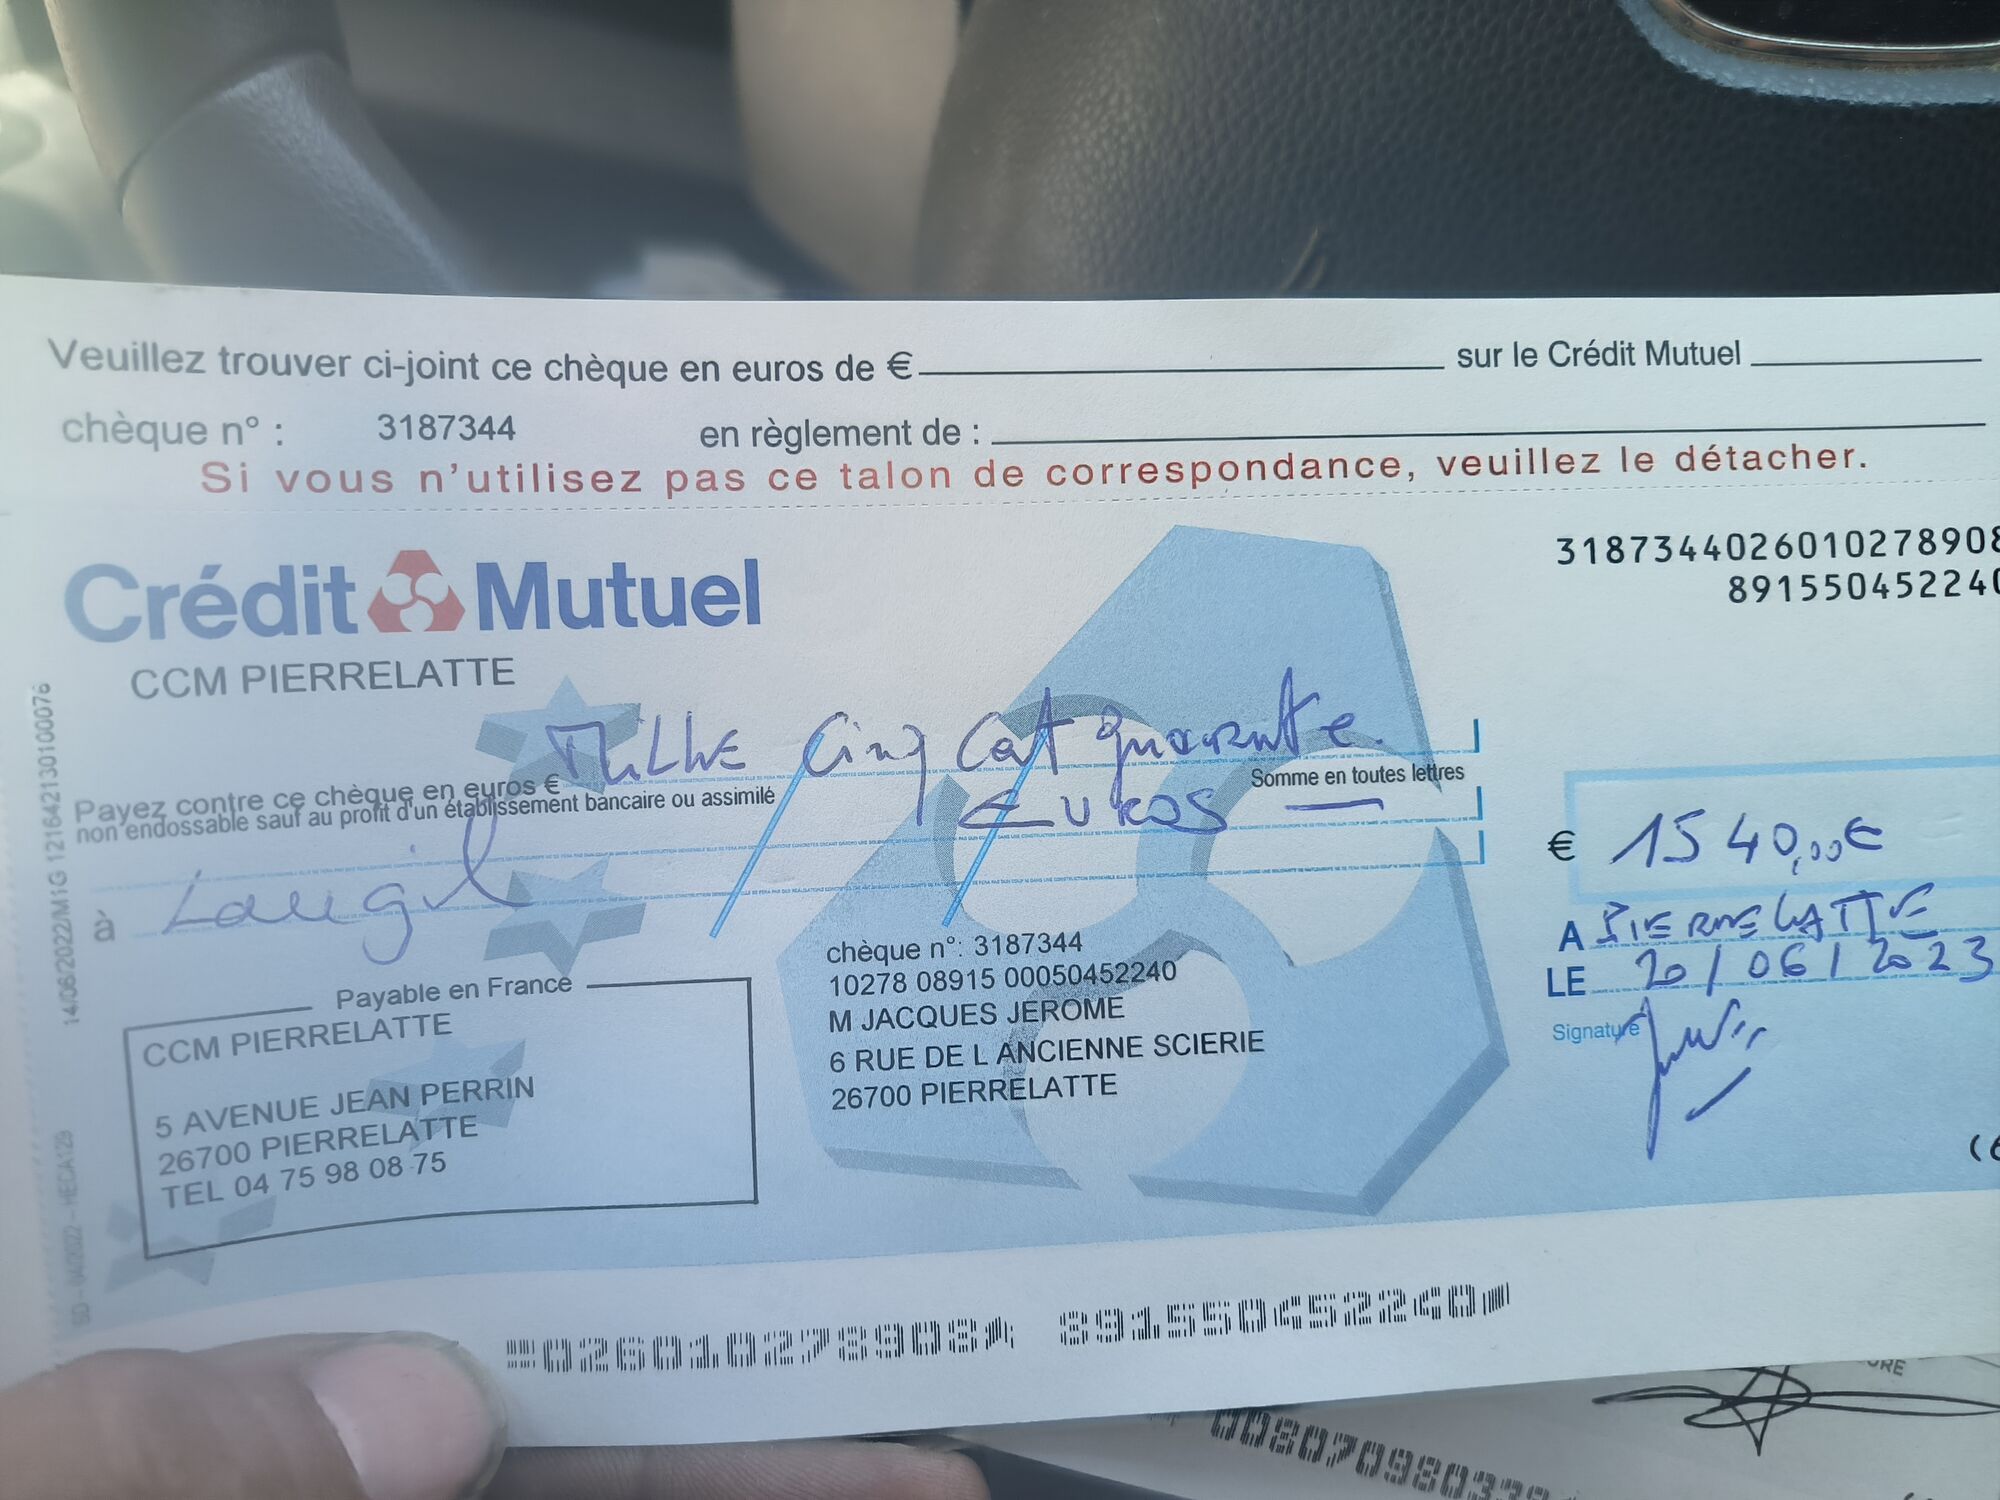 Veuillez trouver ci-joint ce chèque en euros de € sur le Crédit Mutuel
chèque n° : 3187344 en règlement de :
Si vous n'utilisez pas ce talon de correspondance, veuillez le détacher.
Crédit Mutuel
CCM PIERRELATTE
318734402601027890
89155045224
Mille Cinq Cat quarante
Payez contre ce chèque en euros €
non endossable sauf au profit d'un établissement bancaire ou assimilé
Somme en toutes lettres
euros
€ 1540,00€
à
A PIERRELATTE
LE 20/06/2023
Signature
Payable en France
CCM PIERRELATTE
5 AVENUE JEAN PERRIN
26700 PIERRELATTE
TEL 04 75 98 08 75
chèque n°: 3187344
10278 08915 00050452240
M JACQUES JEROME
6 RUE DE L ANCIENNE SCIERIE
26700 PIERRELATTE
026010278908 891550452240